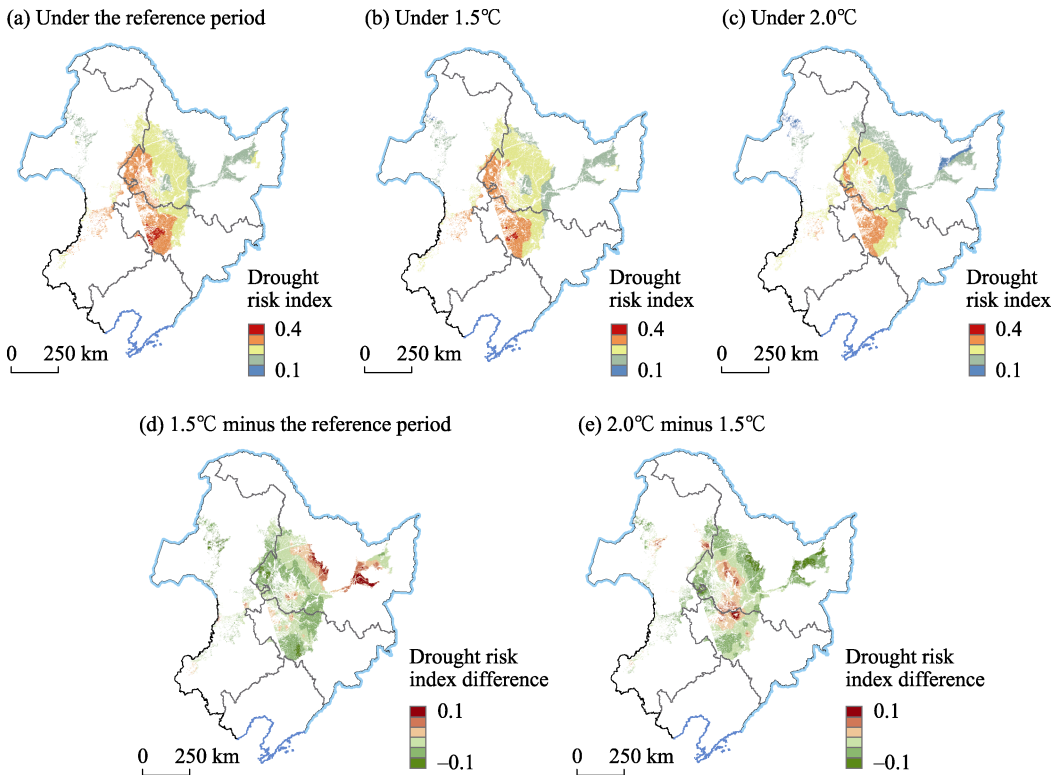 (a) Under the reference period
(b) Under 1.5℃
(c) Under 2.0℃
Drought
risk index
0.4
0.1
0 250 km
Drought
risk index
0.4
0.1
0 250 km
Drought
risk index
0.4
0.1
0 250 km
(d) 1.5℃ minus the reference period
(e) 2.0℃ minus 1.5℃
Drought risk
index difference
0.1
–0.1
0 250 km
Drought risk
index difference
0.1
–0.1
0 250 km